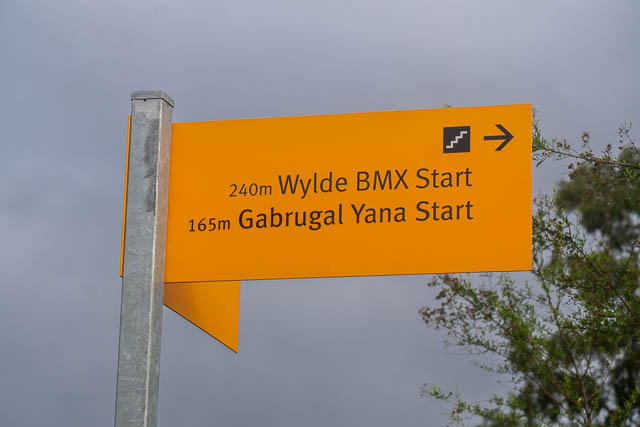 240m Wylde BMX Start
165m Gabrugal Yana Start